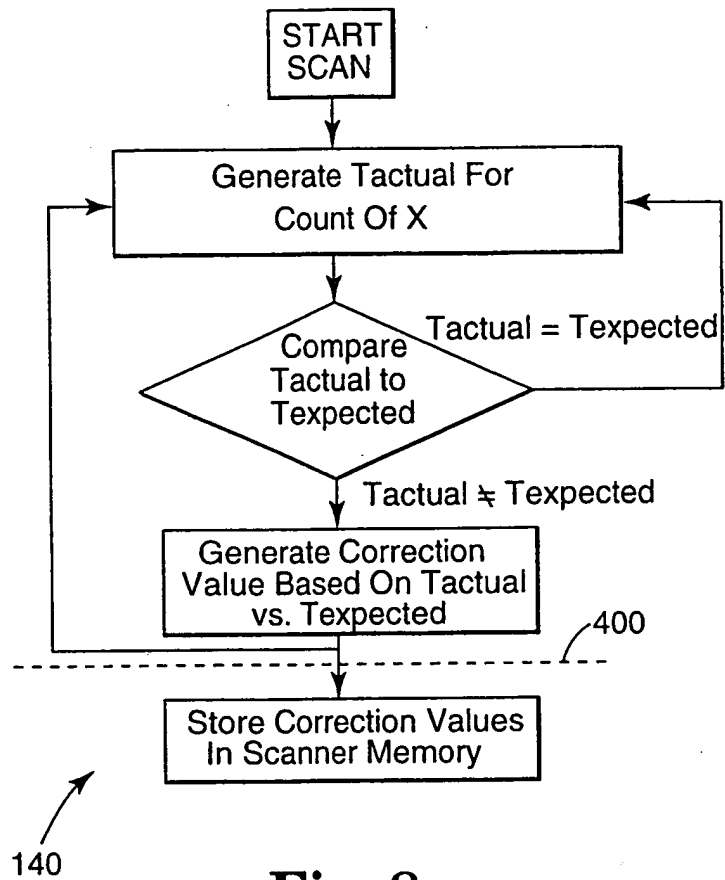 START
SCAN
Generate Tactual For
Count Of X
Compare
Tactual to
Texpected
Tactual = Texpected
Tactual ≠ Texpected
Generate Correction
Value Based On Tactual
vs. Texpected
400
Store Correction Values
In Scanner Memory
140